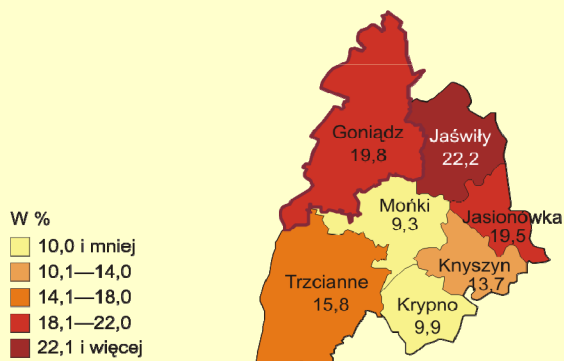 Goniądz
19,8
Jaświły
22,2
Mońki
9,3
Jasionówka
19,5
Knyszyn
13,7
Trzcianne
15,8
Krypno
9,9
W %
10,0 i mniej
10,1—14,0
14,1—18,0
18,1—22,0
22,1 i więcej